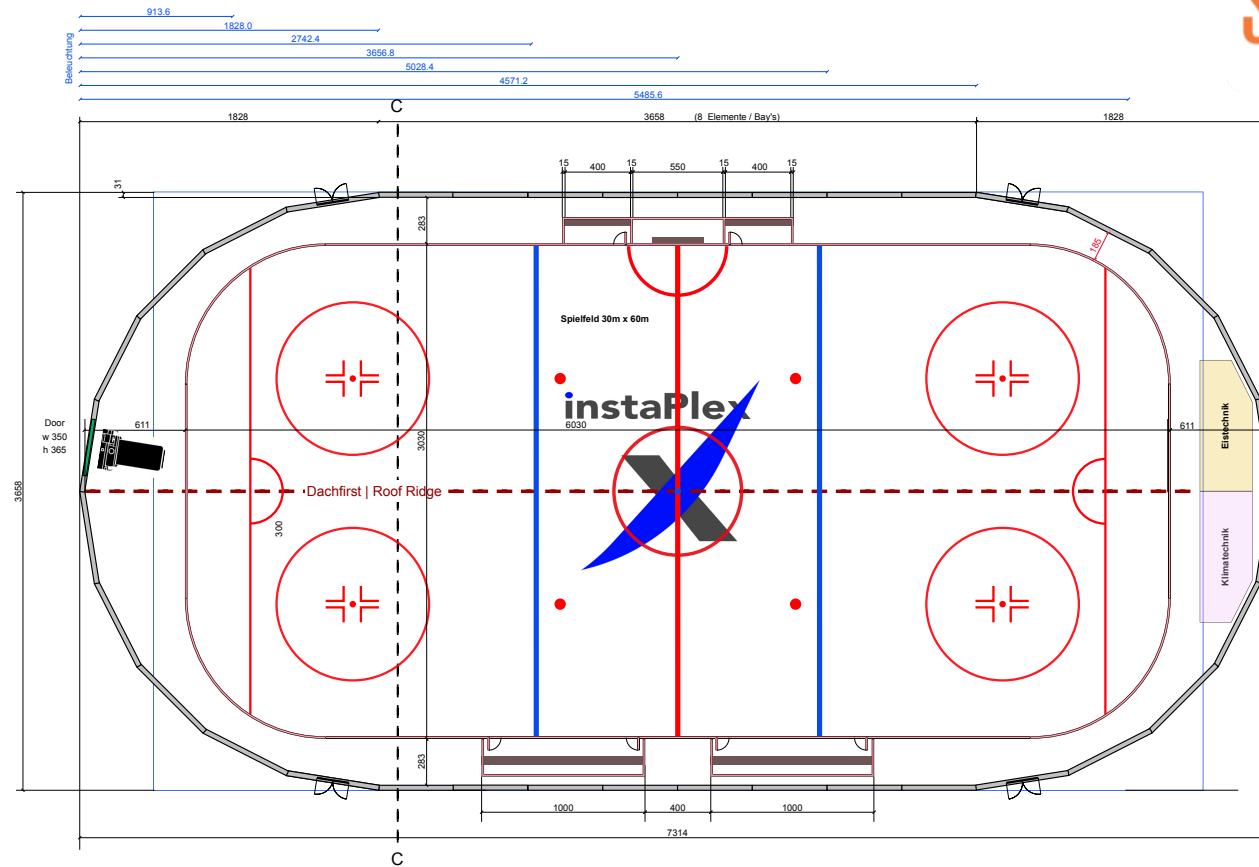 913.6
1828.0
2742.4
3656.8
5028.4
4571.2
5485.6
Beleuchtung
C
1828
3658 (8 Elemente / Bay's)
1828
15
400
15
550
15
400
15
31
283
185
Spielfeld 30m x 60m
instaPlex
Door
w 350
h 365
611
6030
611
3030
Eistechnik
3658
Dachfirst | Roof Ridge
300
Klimatechnik
283
1000
400
1000
7314
C